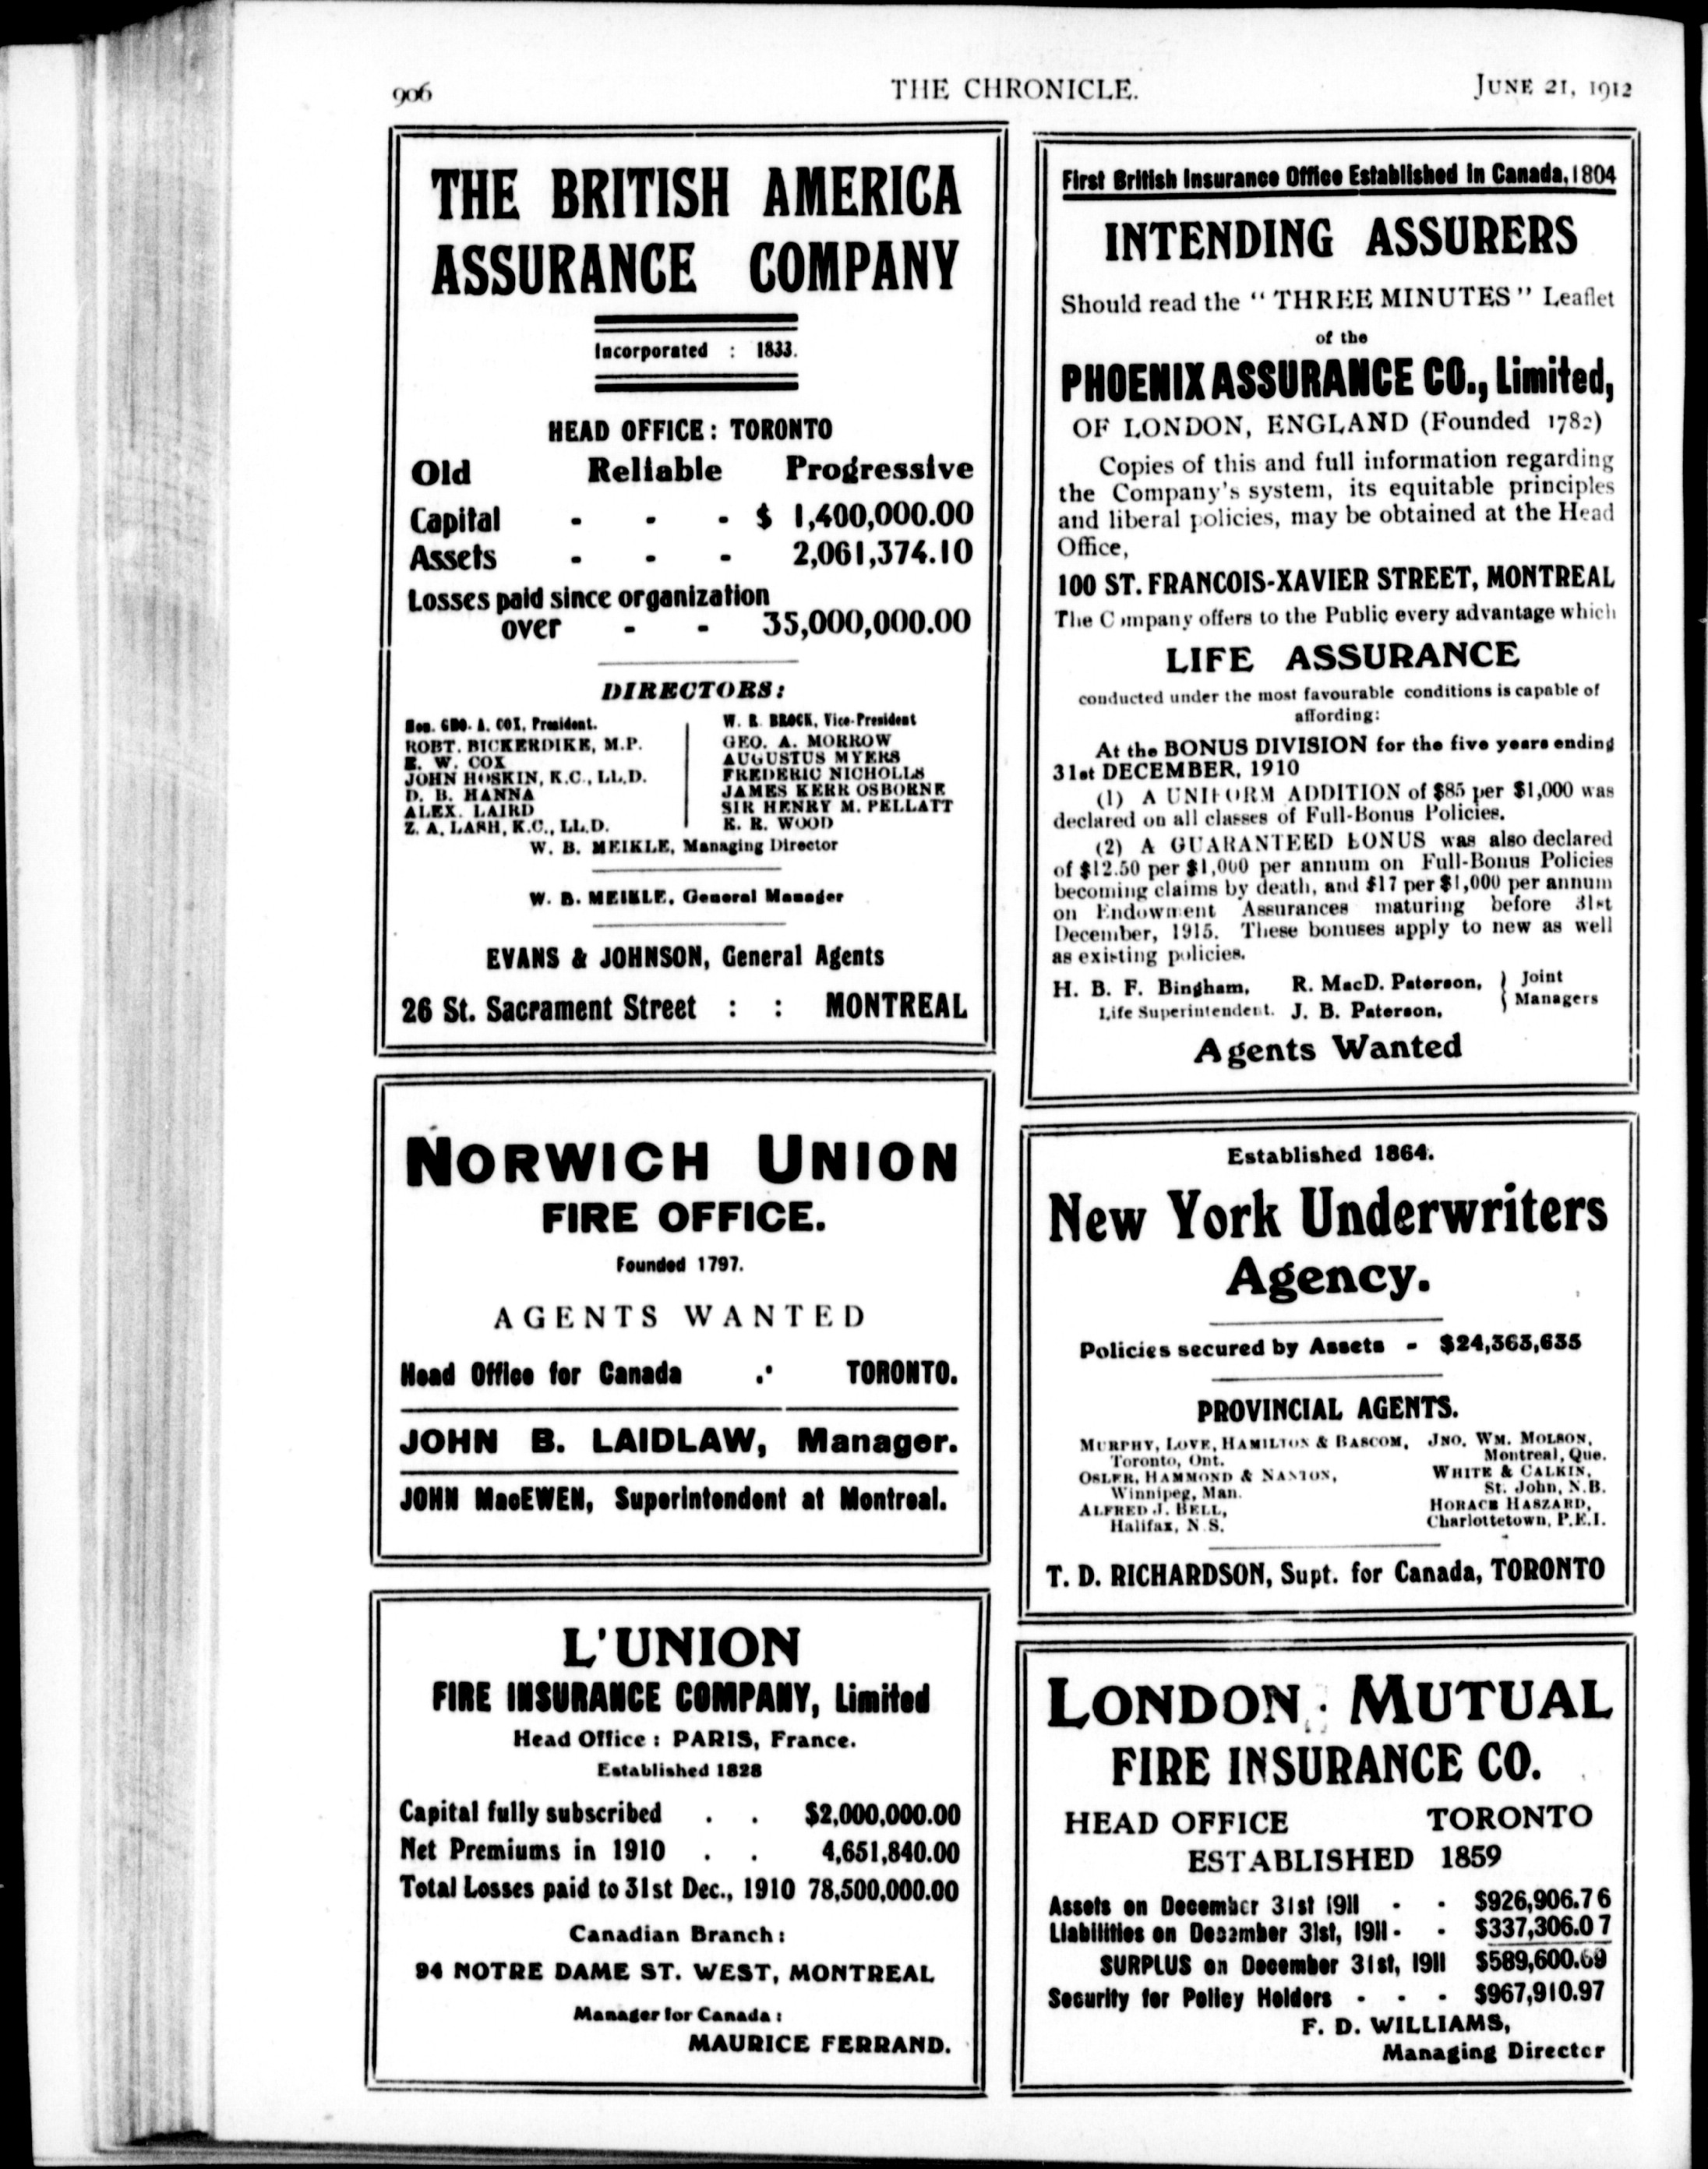 906
THE CHRONICLE.
JUNE 21, 1912
THE BRITISH AMERICA
ASSURANCE COMPANY
Incorporated : 1833.
HEAD OFFICE: TORONTO
Old Reliable Progressive
Capital - - - $ 1,400,000.00
Assets - - - 2,061,374.10
Losses paid since organization
over - - 35,000,000.00
DIRECTORS:
Hon. GEO. A. COX, President.
ROBT. BICKERDIKE, M.P.
E. W. COX
JOHN HOSKIN, K.C., LL.D.
D. B. HANNA
ALEX. LAIRD
Z. A. LASH, K.C., LL.D.
W. R. BROCK, Vice-President
GEO. A. MORROW
AUGUSTUS MYERS
FREDERIC NICHOLLS
JAMES KERR OSBORNE
SIR HENRY M. PELLATT
E. R. WOOD
W. B. MEIKLE, Managing Director
W. B. MEIKLE, General Manager
EVANS & JOHNSON, General Agents
26 St. Sacrament Street : : MONTREAL
NORWICH UNION
FIRE OFFICE.
Founded 1797.
AGENTS WANTED
Head Office for Canada .· TORONTO.
JOHN B. LAIDLAW, Manager.
JOHN MacEWEN, Superintendent at Montreal.
L'UNION
FIRE INSURANCE COMPANY, Limited
Head Office : PARIS, France.
Established 1828
Capital fully subscribed . . $2,000,000.00
Net Premiums in 1910 . . 4,651,840.00
Total Losses paid to 31st Dec., 1910 78,500,000.00
Canadian Branch :
94 NOTRE DAME ST. WEST, MONTREAL
Manager for Canada :
MAURICE FERRAND.
First British Insurance Office Established in Canada, 1804
INTENDING ASSURERS
Should read the "THREE MINUTES" Leaflet
of the
PHOENIX ASSURANCE CO., Limited,
OF LONDON, ENGLAND (Founded 1782)
Copies of this and full information regarding
the Company's system, its equitable principles
and liberal policies, may be obtained at the Head
Office,
100 ST. FRANCOIS-XAVIER STREET, MONTREAL
The C mpany offers to the Public every advantage which
LIFE ASSURANCE
conducted under the most favourable conditions is capable of
affording:
At the BONUS DIVISION for the five years ending
31st DECEMBER, 1910
(1) A UNIFORM ADDITION of $85 per $1,000 was
declared on all classes of Full-Bonus Policies.
(2) A GUARANTEED BONUS was also declared
of $12.50 per $1,000 per annum on Full-Bonus Policies
becoming claims by death, and $17 per $1,000 per annum
on Endowment Assurances maturing before 31st
December, 1915. These bonuses apply to new as well
as existing policies.
H. B. F. Bingham, R. MacD. Paterson, } Joint
Life Superintendent. J. B. Paterson, } Managers
Agents Wanted
Established 1864.
New York Underwriters
Agency.
Policies secured by Assets - $24,363,635
PROVINCIAL AGENTS.
MURPHY, LOVE, HAMILTON & BASCOM,
Toronto, Ont.
OSLER, HAMMOND & NANTON,
Winnipeg, Man.
ALFRED J. BELL,
Halifax, N.S.
JNO. WM. MOLSON,
Montreal, Que.
WHITE & CALKIN,
St. John, N.B.
HORACE HASZARD,
Charlottetown, P.E.I.
T. D. RICHARDSON, Supt. for Canada, TORONTO
LONDON : MUTUAL
FIRE INSURANCE CO.
HEAD OFFICE TORONTO
ESTABLISHED 1859
Assets on December 31st 1911 - - $926,906.76
Liabilities on December 31st, 1911 - - $337,306.07
SURPLUS on December 31st, 1911 $589,600.69
Security for Policy Holders - - - $967,910.97
F. D. WILLIAMS,
Managing Director